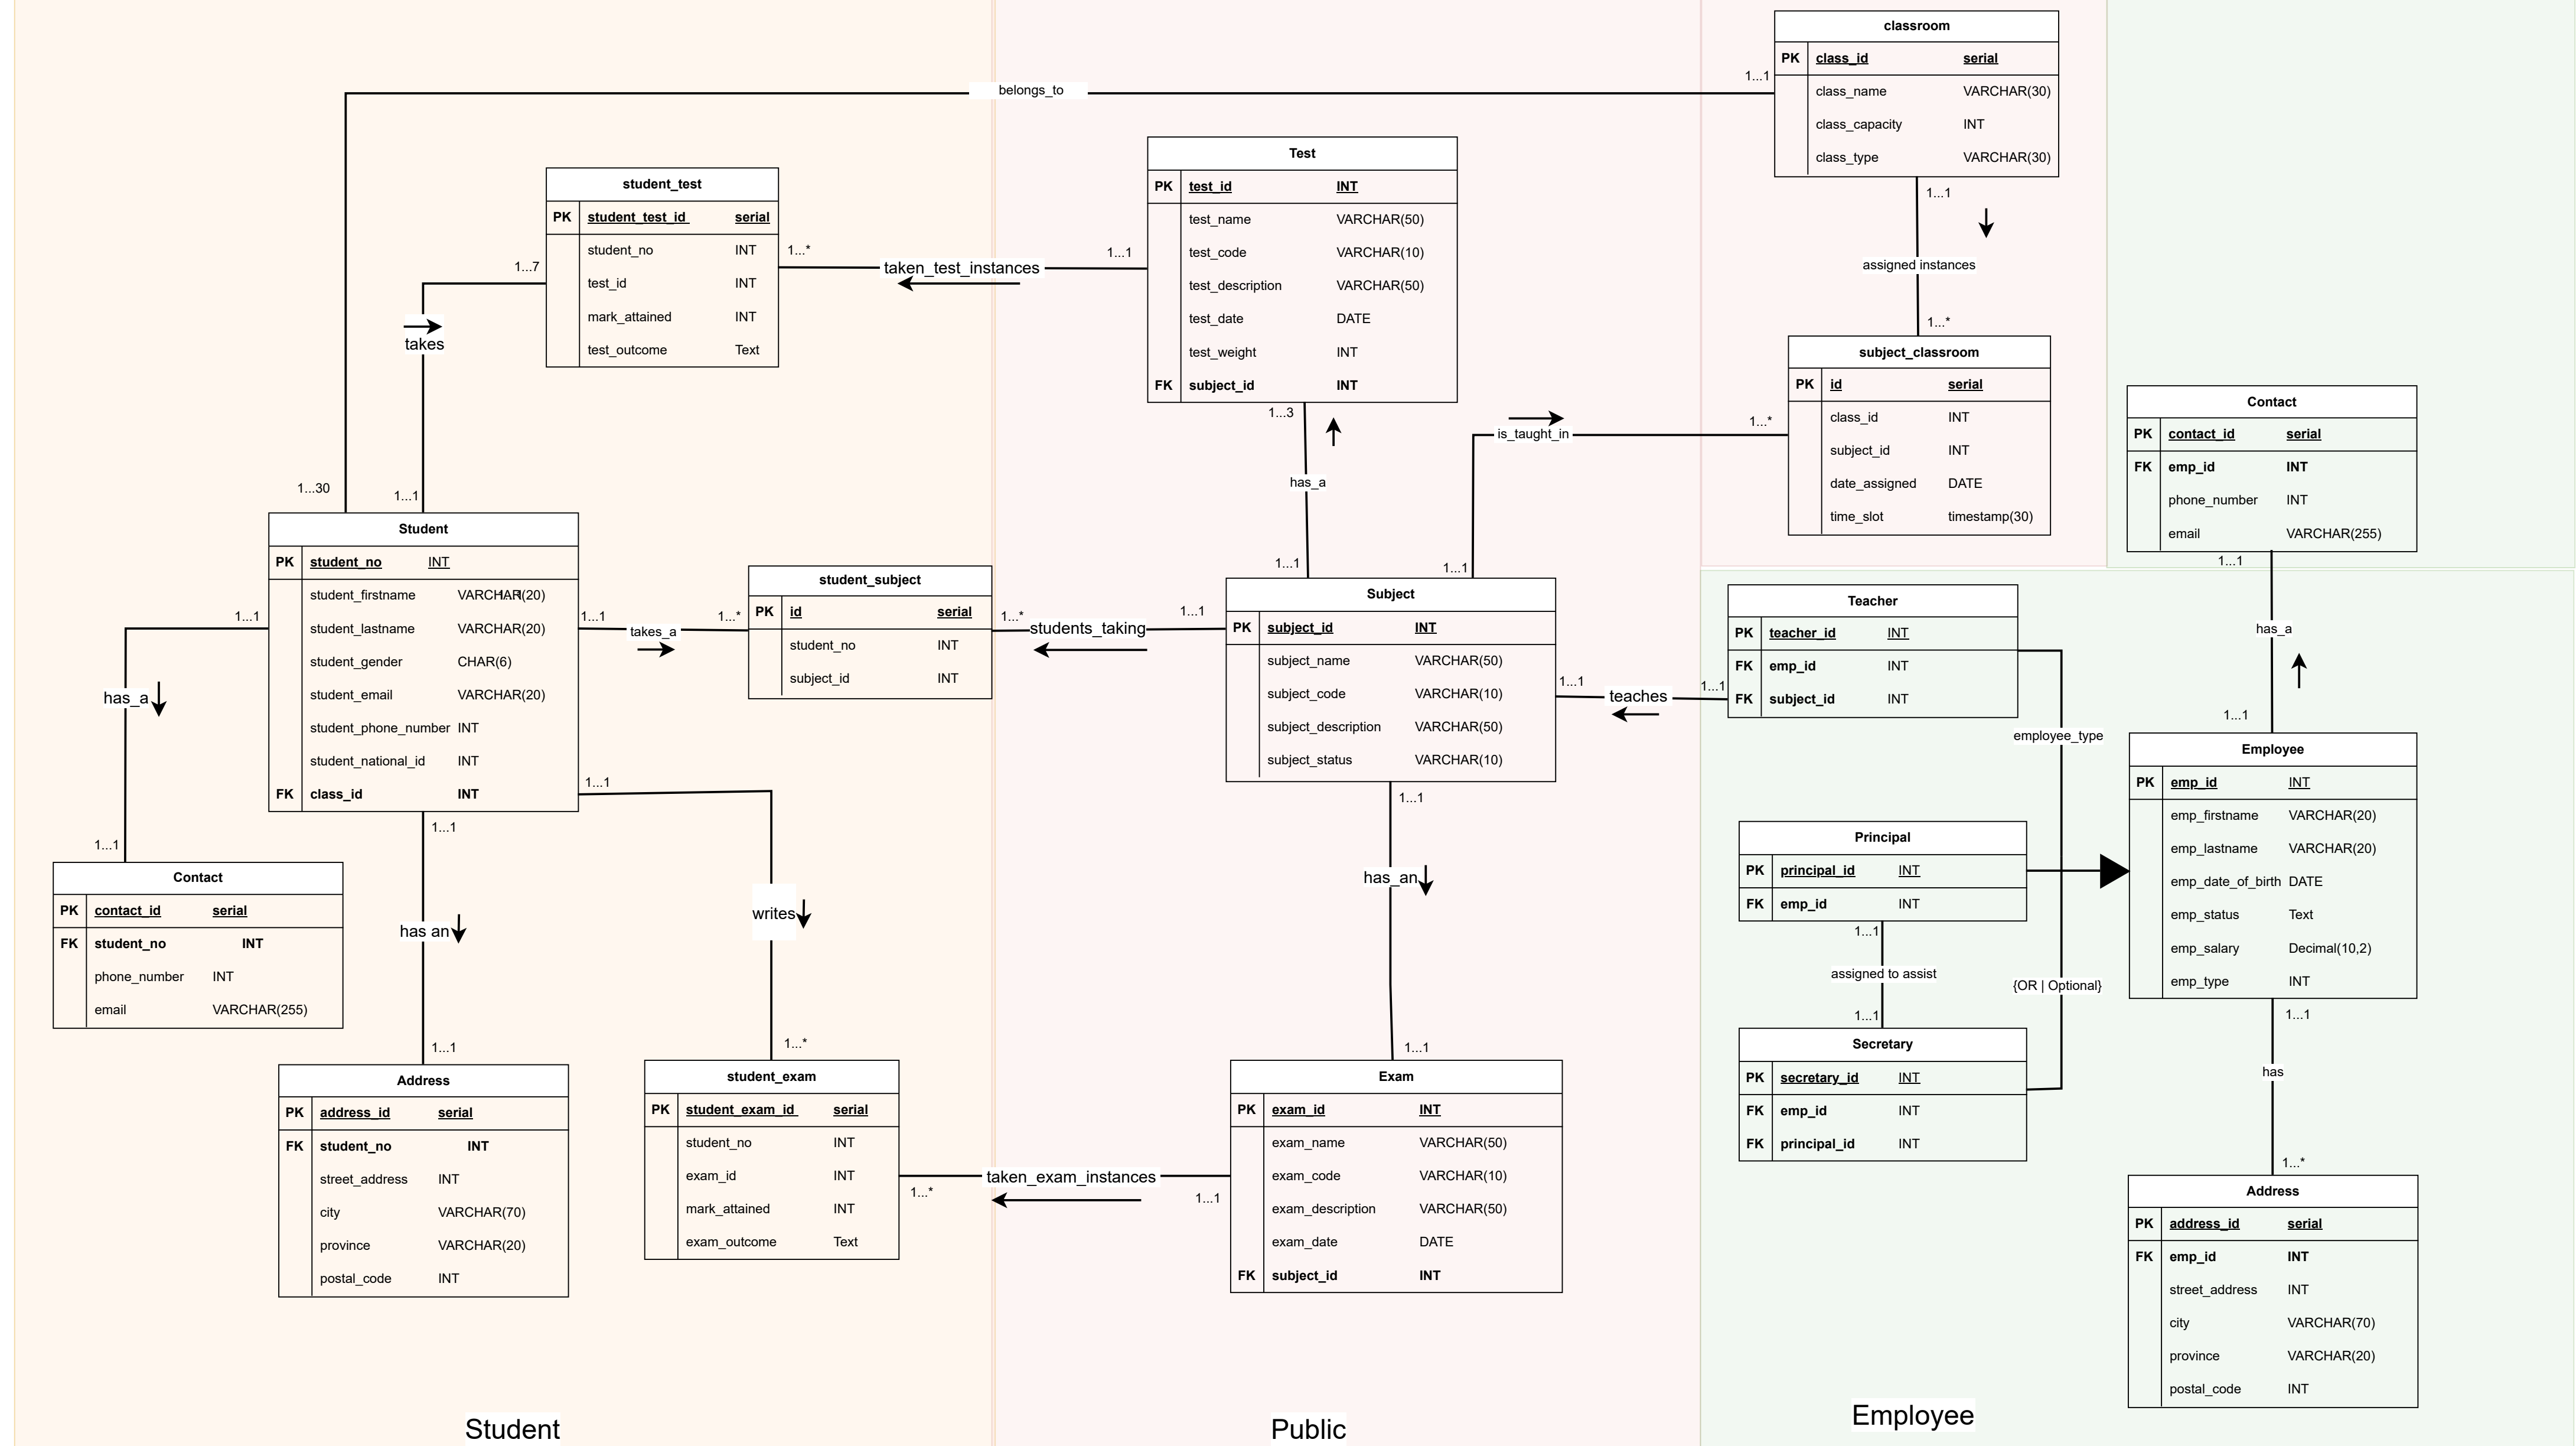 classroom
PK class_id serial
class_name VARCHAR(30)
class_capacity INT
class_type VARCHAR(30)
1...1
belongs_to
1...1
assigned instances
1...*
student_test
PK student_test_id serial
student_no INT
test_id INT
mark_attained INT
test_outcome Text
1...7
takes
1...1
1...30
1...*
taken_test_instances
1...1
Test
PK test_id INT
test_name VARCHAR(50)
test_code VARCHAR(10)
test_description VARCHAR(50)
test_date DATE
test_weight INT
FK subject_id INT
1...3
has_a
1...1
is_taught_in
1...*
1...1
subject_classroom
PK id serial
class_id INT
subject_id INT
date_assigned DATE
time_slot timestamp(30)
Contact
PK contact_id serial
FK emp_id INT
phone_number INT
email VARCHAR(255)
1...1
has_a
1...1
Student
PK student_no INT
student_firstname VARCHAR(20)
student_lastname VARCHAR(20)
student_gender CHAR(6)
student_email VARCHAR(20)
student_phone_number INT
student_national_id INT
FK class_id INT
1...1
takes_a
1...*
student_subject
PK id serial
student_no INT
subject_id INT
1...*
students_taking
1...1
Subject
PK subject_id INT
subject_name VARCHAR(50)
subject_code VARCHAR(10)
subject_description VARCHAR(50)
subject_status VARCHAR(10)
1...1
teaches
1...1
Teacher
PK teacher_id INT
FK emp_id INT
FK subject_id INT
employee_type
Employee
PK emp_id INT
emp_firstname VARCHAR(20)
emp_lastname VARCHAR(20)
emp_date_of_birth DATE
emp_status Text
emp_salary Decimal(10,2)
emp_type INT
1...1
has_a
1...1
Contact
PK contact_id serial
FK student_no INT
phone_number INT
email VARCHAR(255)
1...1
has an
1...1
1...1
writes
1...*
1...1
has_an
1...1
Principal
PK principal_id INT
FK emp_id INT
1...1
assigned to assist
1...1
{OR | Optional}
Secretary
PK secretary_id INT
FK emp_id INT
FK principal_id INT
1...1
has
1...*
Address
PK address_id serial
FK student_no INT
street_address INT
city VARCHAR(70)
province VARCHAR(20)
postal_code INT
student_exam
PK student_exam_id serial
student_no INT
exam_id INT
mark_attained INT
exam_outcome Text
1...*
taken_exam_instances
1...1
Exam
PK exam_id INT
exam_name VARCHAR(50)
exam_code VARCHAR(10)
exam_description VARCHAR(50)
exam_date DATE
FK subject_id INT
Address
PK address_id serial
FK emp_id INT
street_address INT
city VARCHAR(70)
province VARCHAR(20)
postal_code INT
Student
Public
Employee